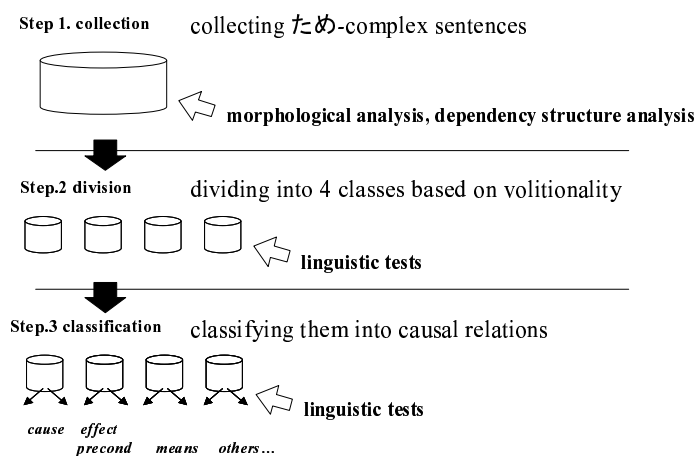 Step 1. collection collecting ため-complex sentences
morphological analysis, dependency structure analysis
Step.2 division dividing into 4 classes based on volitionality
linguistic tests
Step.3 classification classifying them into causal relations
linguistic tests
cause effect
precond means others...